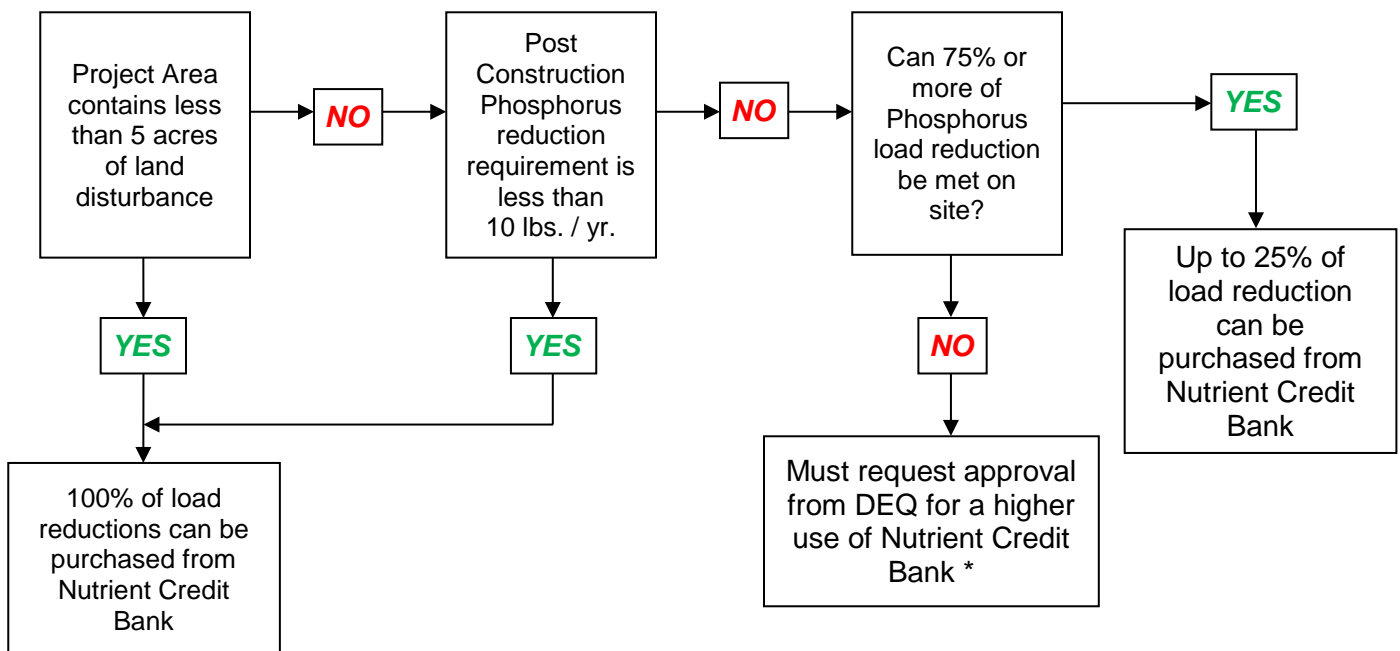 Project Area
contains less
than 5 acres
of land
disturbance
NO
Post
Construction
Phosphorus
reduction
requirement is
less than
10 lbs. / yr.
NO
Can 75% or
more of
Phosphorus
load reduction
be met on
site?
YES
YES
YES
NO
Up to 25% of
load reduction
can be
purchased from
Nutrient Credit
Bank
100% of load
reductions can be
purchased from
Nutrient Credit
Bank
Must request approval
from DEQ for a higher
use of Nutrient Credit
Bank *